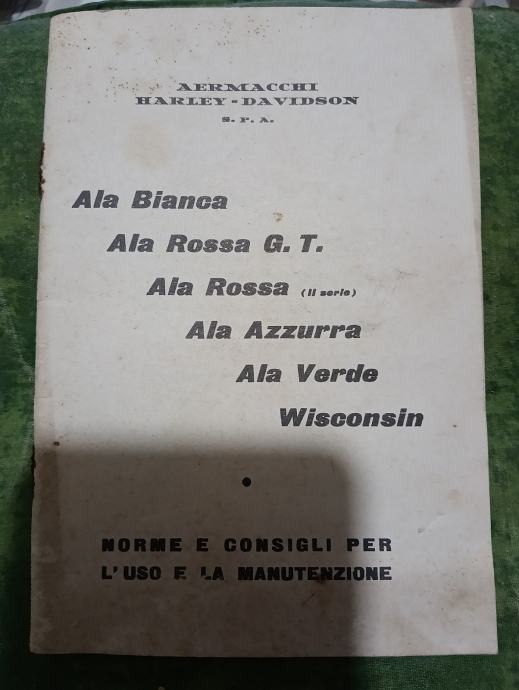 AERMACCHI
HARLEY-DAVIDSON
S. P. A.
Ala Bianca
Ala Rossa G. T.
Ala Rossa (II serie)
Ala Azzurra
Ala Verde
Wisconsin
NORME E CONSIGLI PER
L'USO E LA MANUTENZIONE